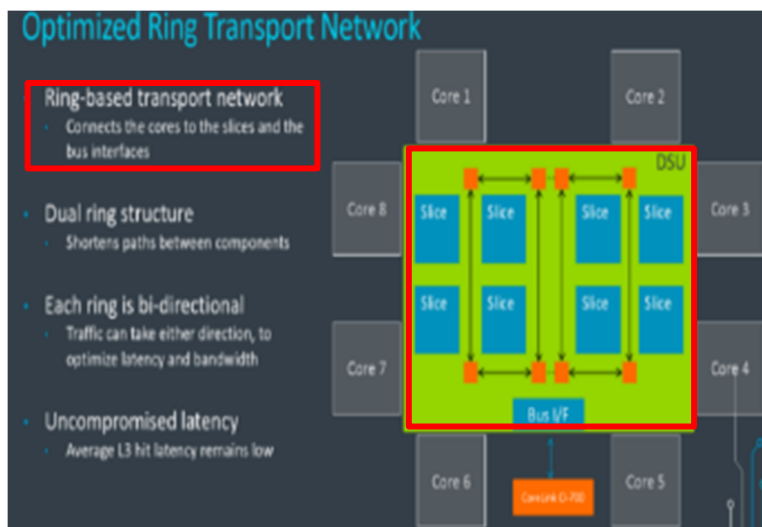 Optimized Ring Transport Network
Ring-based transport network
Connects the cores to the slices and the
bus interfaces
Dual ring structure
Shortens paths between components
Each ring is bi-directional
Traffic can take either direction, to
optimize latency and bandwidth
Uncompromised latency
Average L3 hit latency remains low
Core 1
Core 2
DSU
Core 8
Slice
Slice
Slice
Slice
Core 3
Slice
Slice
Slice
Slice
Core 7
Core 4
Bus I/F
Core 6
CoreLink CI-700
Core 5